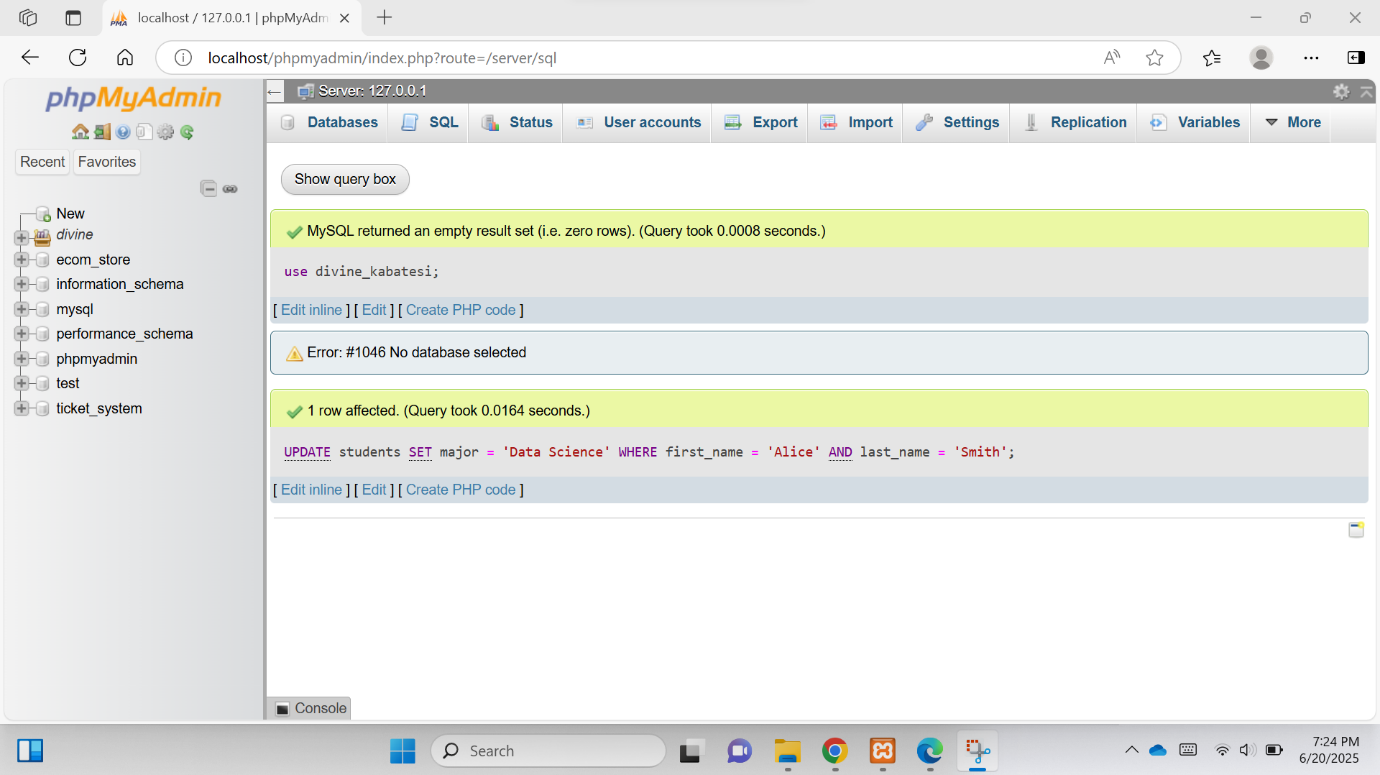 localhost / 127.0.0.1 | phpMyAdm
localhost/phpmyadmin/index.php?route=/server/sql
phpMyAdmin
Recent
Favorites
New
divine
ecom_store
information_schema
mysql
performance_schema
phpmyadmin
test
ticket_system
Server: 127.0.0.1
Databases
SQL
Status
User accounts
Export
Import
Settings
Replication
Variables
More
Show query box
MySQL returned an empty result set (i.e. zero rows). (Query took 0.0008 seconds.)
use divine_kabatesi;
[ Edit inline ] [ Edit ] [ Create PHP code ]
Error: #1046 No database selected
1 row affected. (Query took 0.0164 seconds.)
UPDATE students SET major = 'Data Science' WHERE first_name = 'Alice' AND last_name = 'Smith';
[ Edit inline ] [ Edit ] [ Create PHP code ]
Console
Search
7:24 PM
6/20/2025